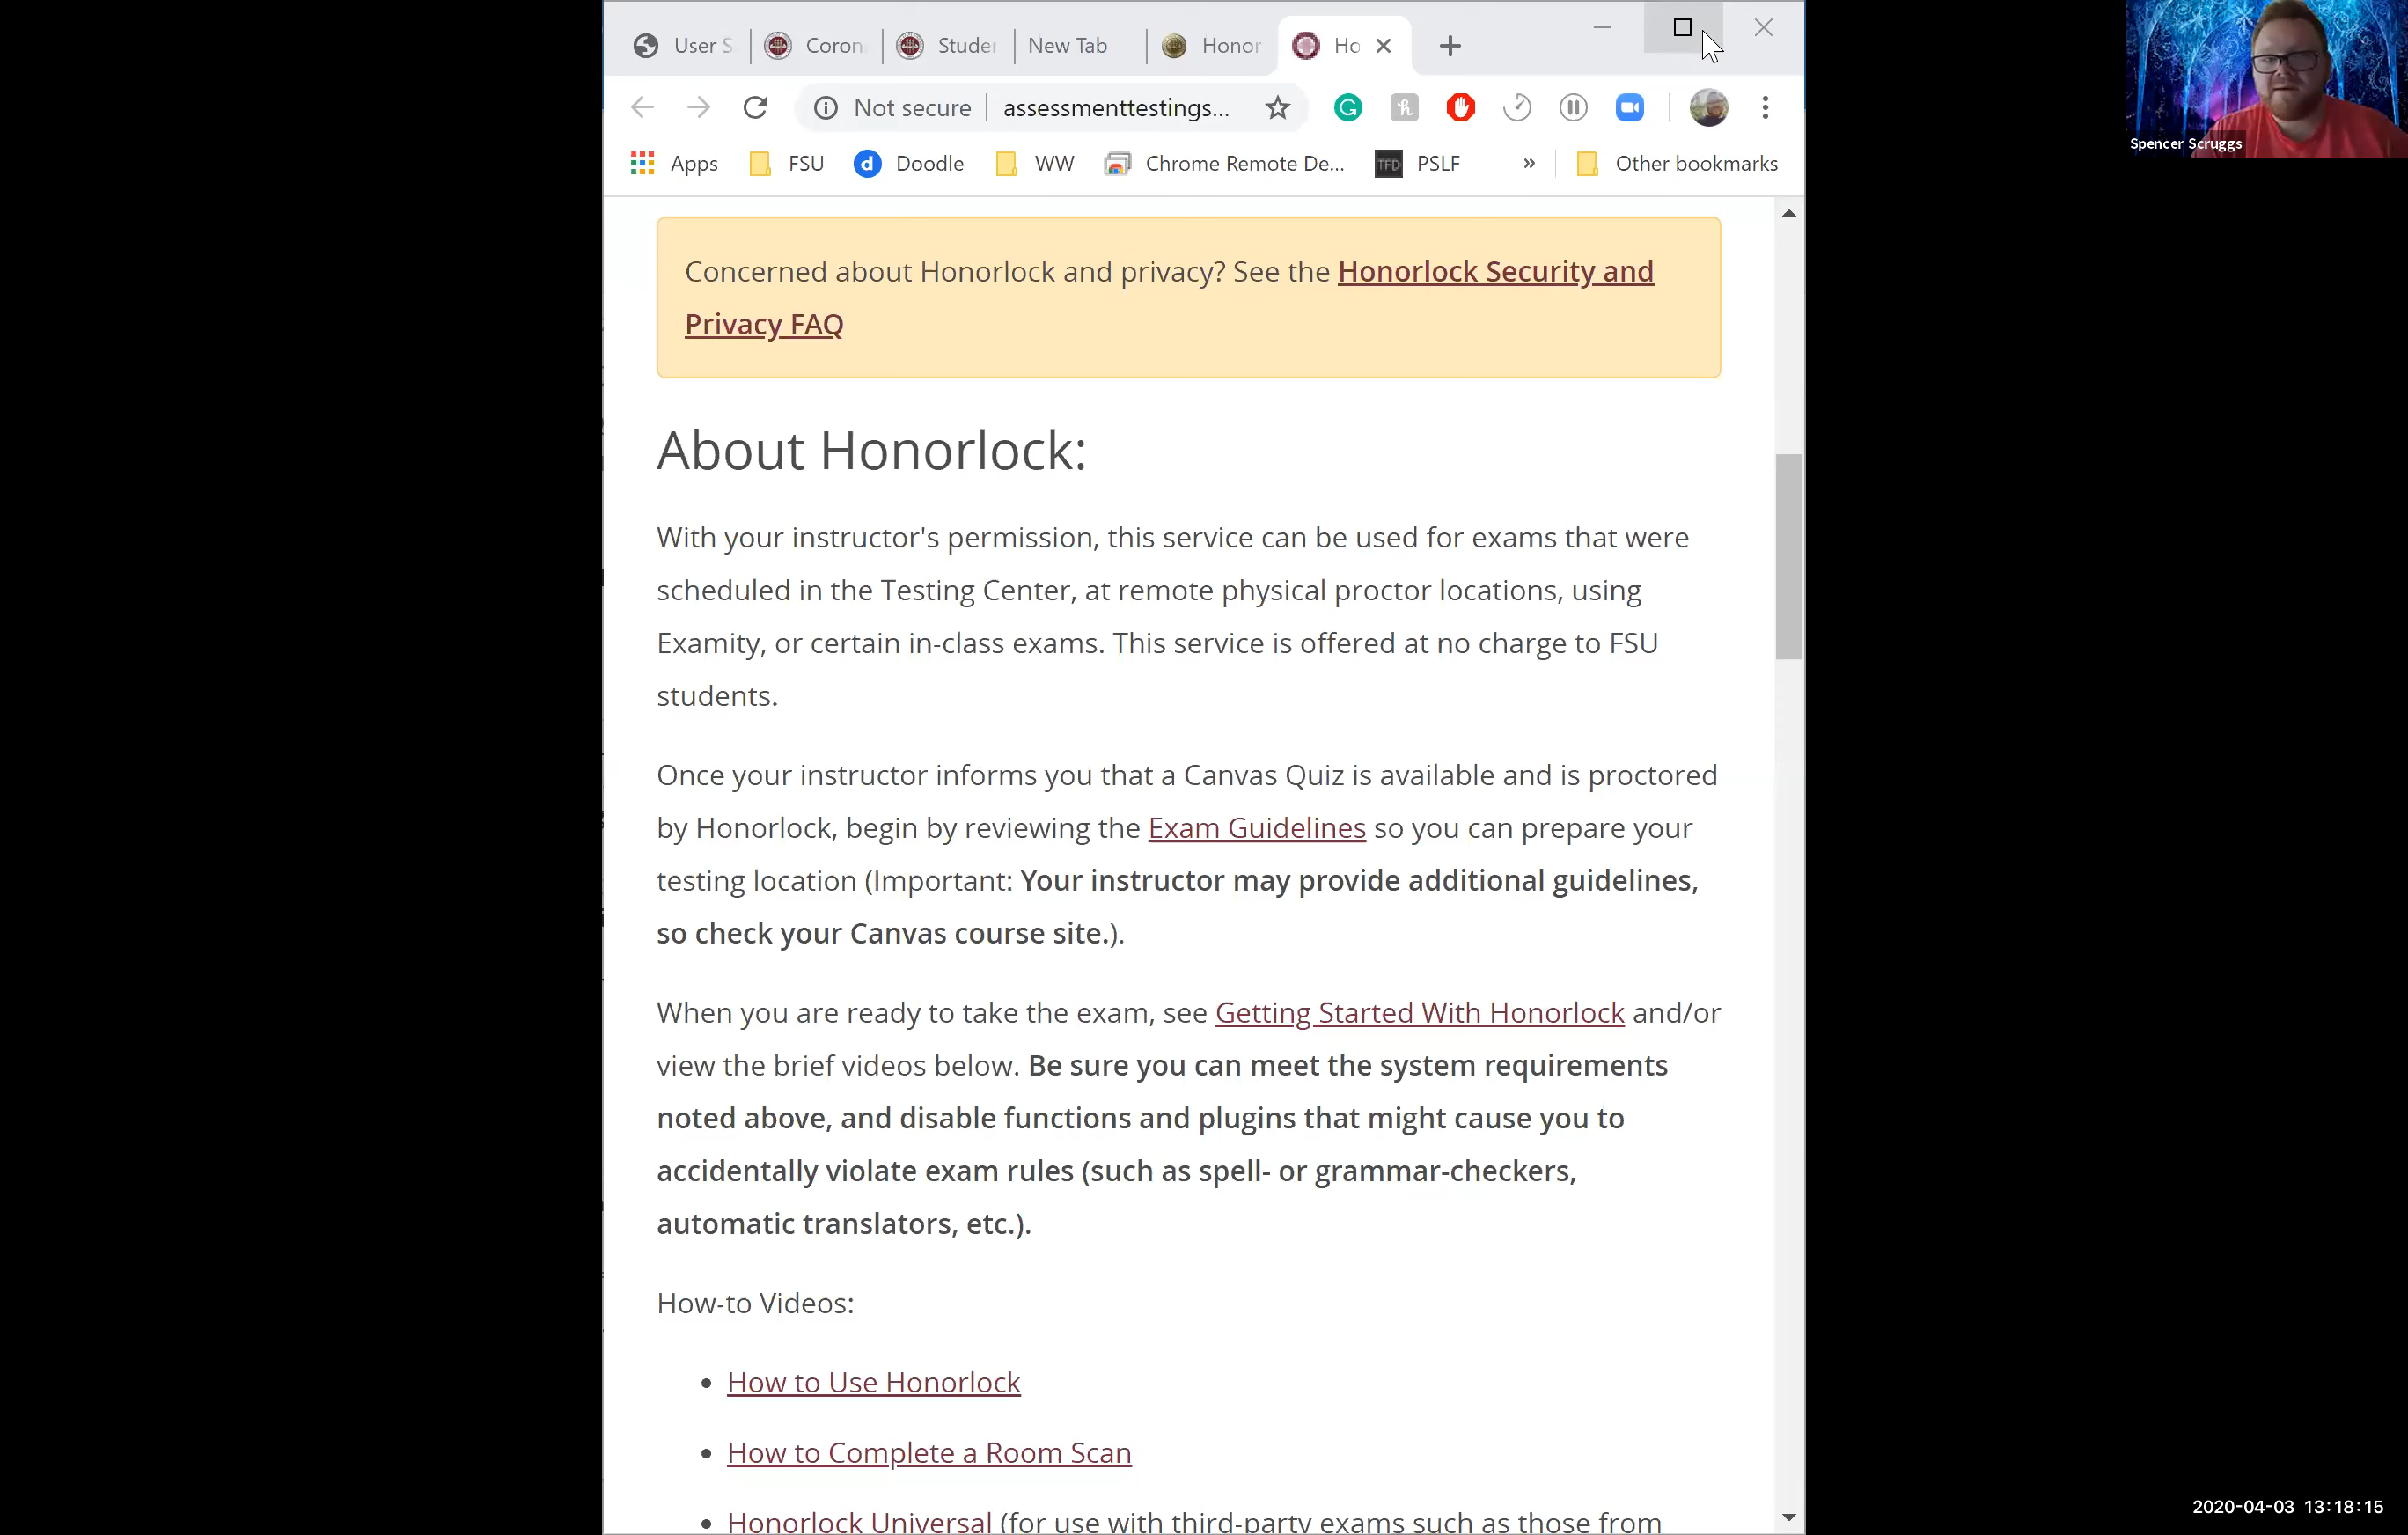 User S
Coron
Studen
New Tab
Honor
Ho
Not secure
assessmenttestings...
Apps
FSU
Doodle
WW
Chrome Remote De...
TFD
PSLF
»
Other bookmarks
Spencer Scruggs
Concerned about Honorlock and privacy? See the Honorlock Security and
Privacy FAQ
About Honorlock:
With your instructor's permission, this service can be used for exams that were
scheduled in the Testing Center, at remote physical proctor locations, using
Examity, or certain in-class exams. This service is offered at no charge to FSU
students.
Once your instructor informs you that a Canvas Quiz is available and is proctored
by Honorlock, begin by reviewing the Exam Guidelines so you can prepare your
testing location (Important: Your instructor may provide additional guidelines,
so check your Canvas course site.).
When you are ready to take the exam, see Getting Started With Honorlock and/or
view the brief videos below. Be sure you can meet the system requirements
noted above, and disable functions and plugins that might cause you to
accidentally violate exam rules (such as spell- or grammar-checkers,
automatic translators, etc.).
How-to Videos:
• How to Use Honorlock
• How to Complete a Room Scan
• Honorlock Universal (for use with third-party exams such as those from
2020-04-03 13:18:15